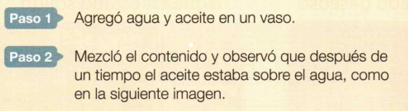 Paso 1 Agregó agua y aceite en un vaso.
Paso 2 Mezcló el contenido y observó que después de
un tiempo el aceite estaba sobre el agua, como
en la siguiente imagen.